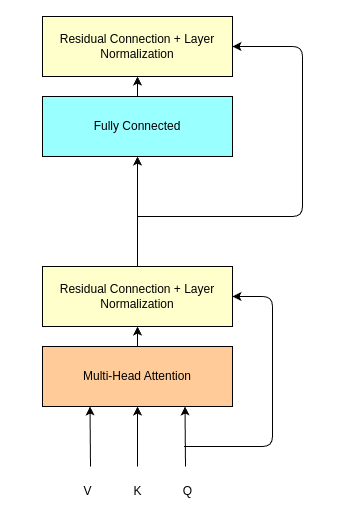 Residual Connection + Layer
Normalization
Fully Connected
Residual Connection + Layer
Normalization
Multi-Head Attention
V K Q